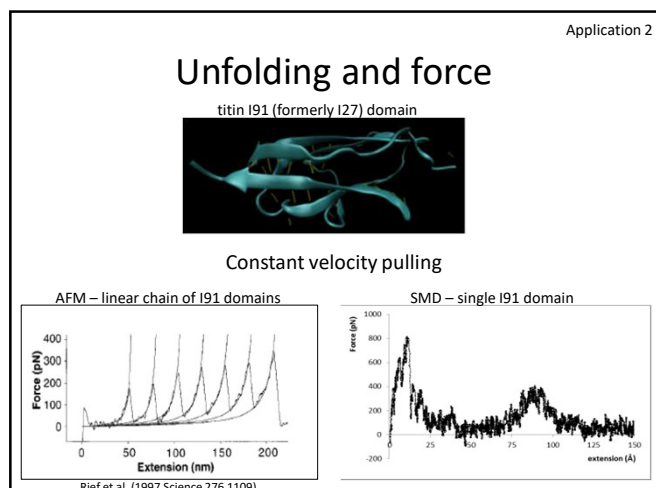 Application 2
Unfolding and force
titin I91 (formerly I27) domain
Constant velocity pulling
AFM – linear chain of I91 domains
SMD – single I91 domain
Force (pN)
400
300
200
100
0
0 50 100 150 200
Extension (nm)
Rief et al. (1997 Science 276 1109)
Force (pN)
1000
800
600
400
200
0
-200
0 25 50 75 100 125 150
extension (Å)